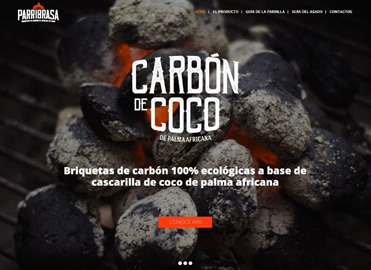 PARRIBRASA
HOME | EL PRODUCTO | GUÍA DE LA PARRILLA | GUÍA DEL ASADO | CONTACTOS
CARBÓN
DE COCO
DE PALMA AFRICANA
Briquetas de carbón 100% ecológicas a base de
cascarilla de coco de palma africana
CONOCE MÁS